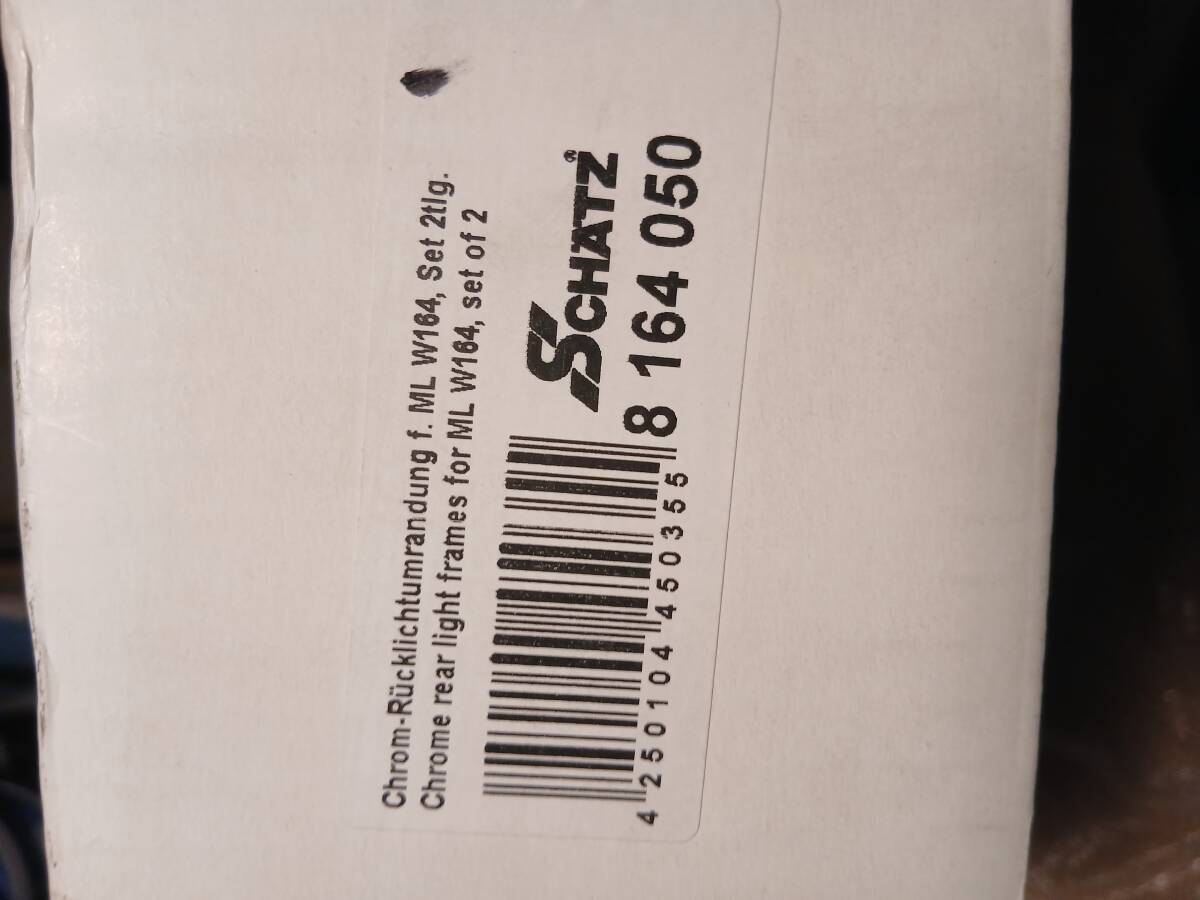 Chrom-Rücklichtumrandung f. ML W164, Set 2tlg.
Chrome rear light frames for ML W164, set of 2
SCHATZ®
8 164 050
4 250104 450355